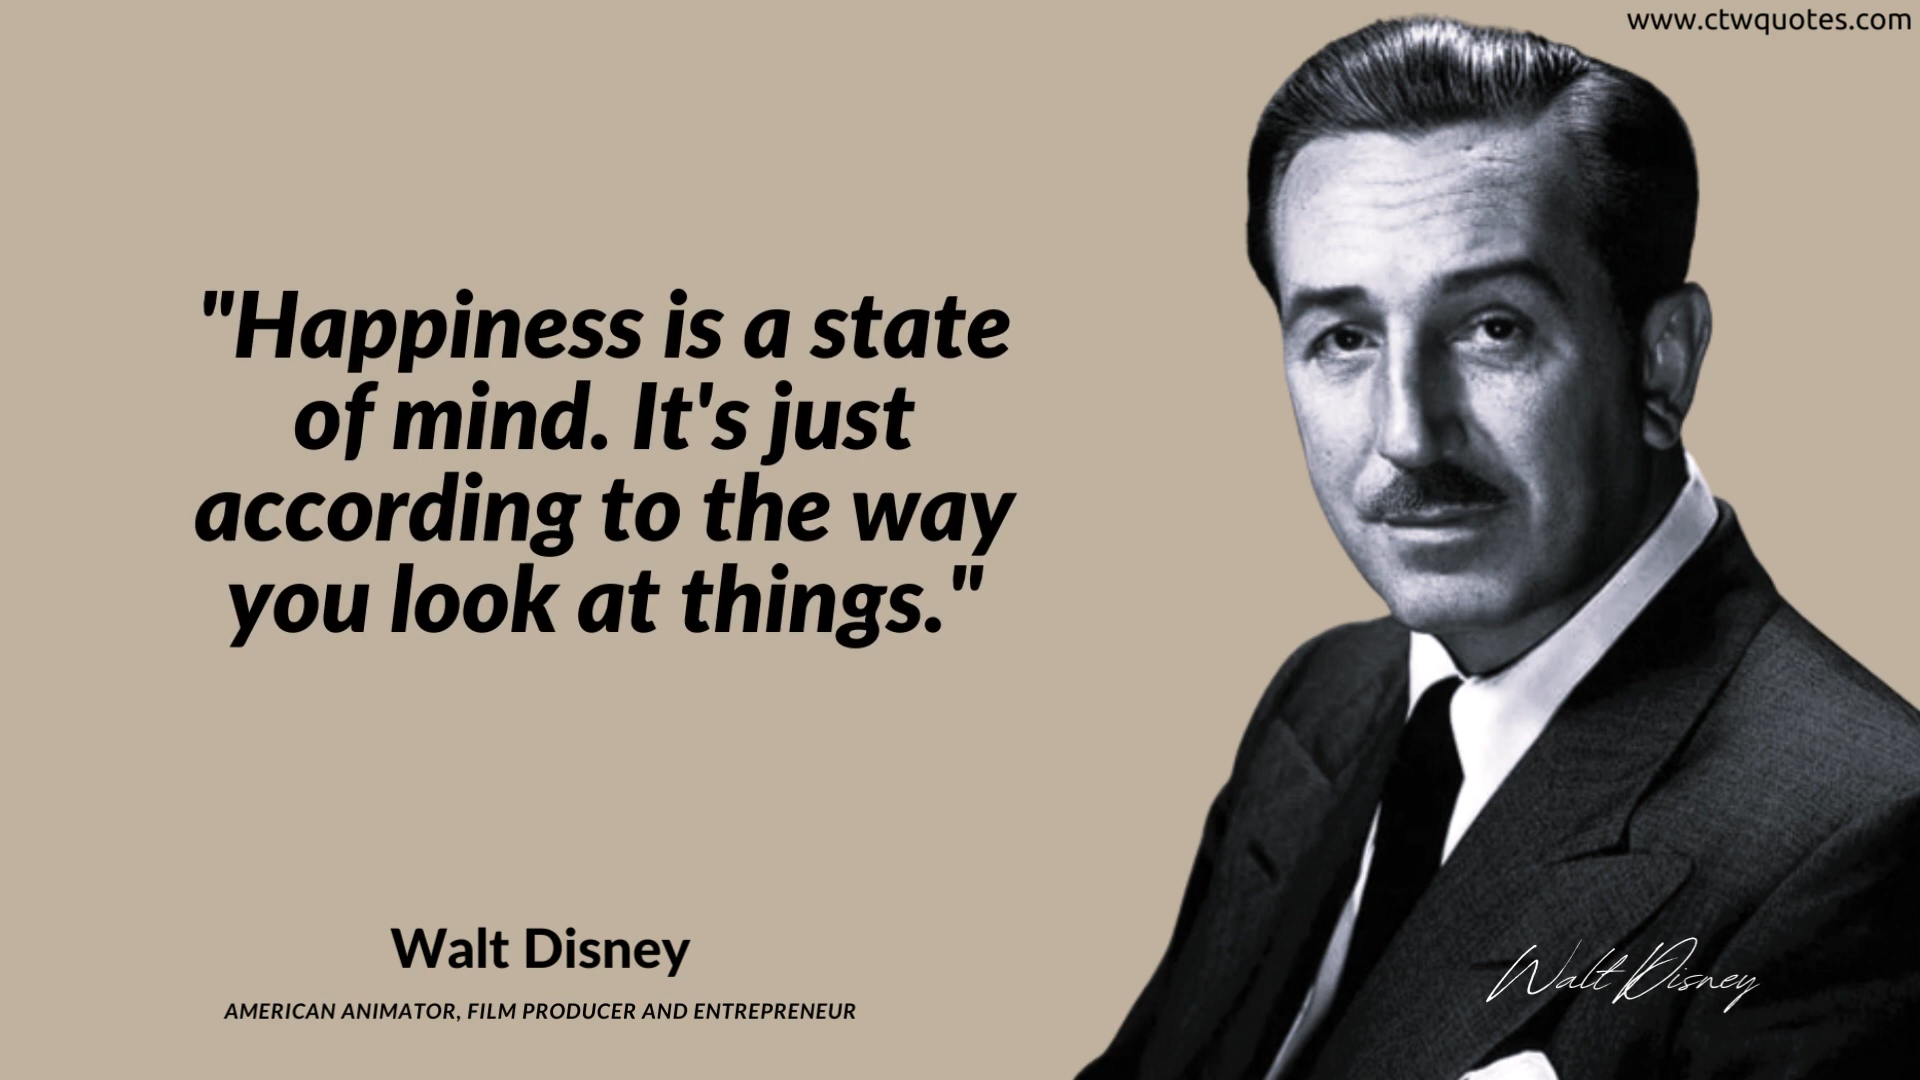 www.ctwquotes.com
"Happiness is a state
of mind. It's just
according to the way
you look at things."
Walt Disney
AMERICAN ANIMATOR, FILM PRODUCER AND ENTREPRENEUR
Walt Disney